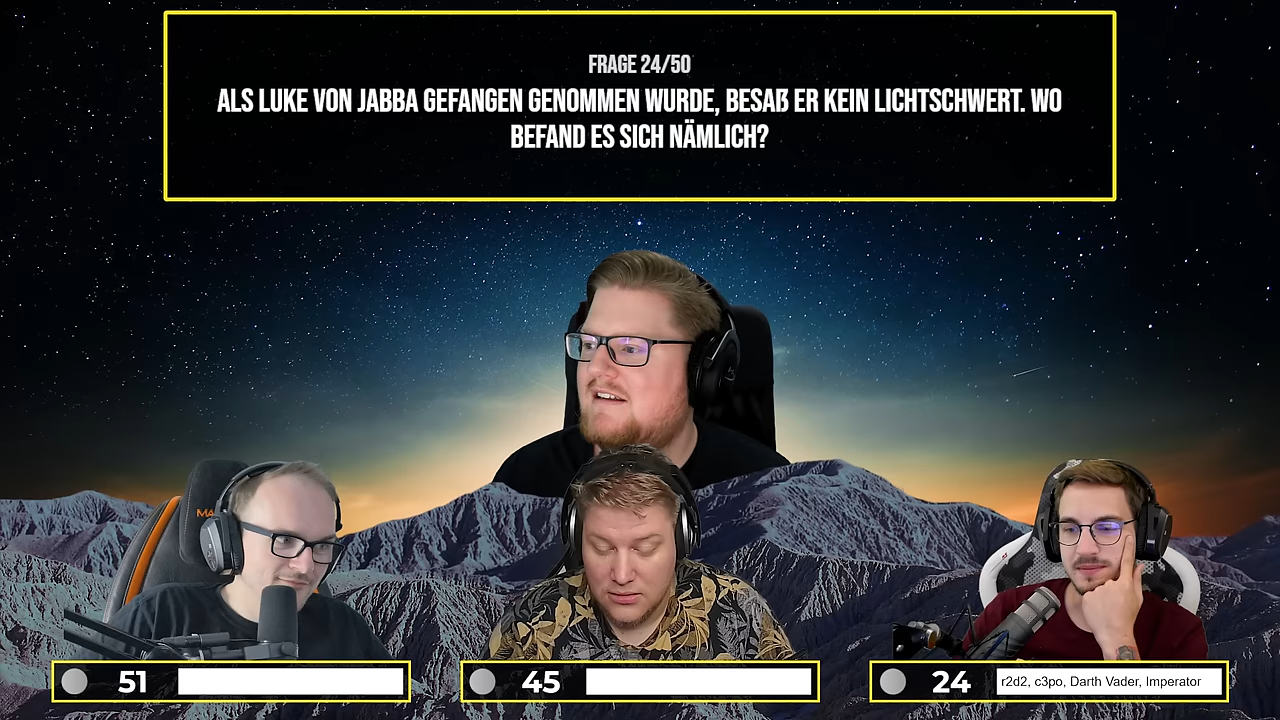 FRAGE 24/50
ALS LUKE VON JABBA GEFANGEN GENOMMEN WURDE, BESAß ER KEIN LICHTSCHWERT. WO
BEFAND ES SICH NÄMLICH?
51
45
24
r2d2, c3po, Darth Vader, Imperator